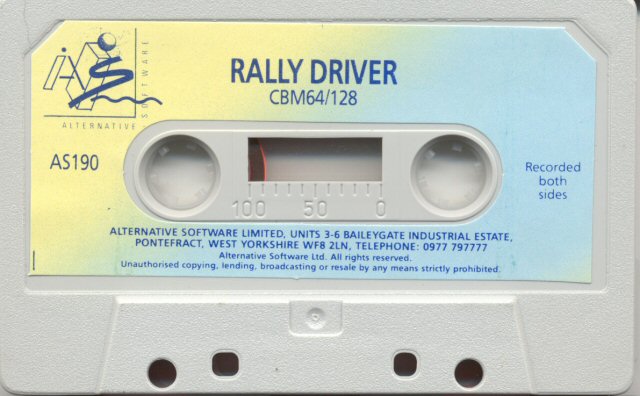 SOFTWARE
ALTERNATIVE
RALLY DRIVER
CBM64/128
AS190
Recorded
both
sides
100 50 0
ALTERNATIVE SOFTWARE LIMITED, UNITS 3-6 BAILEYGATE INDUSTRIAL ESTATE,
PONTEFRACT, WEST YORKSHIRE WF8 2LN, TELEPHONE: 0977 797777
Alternative Software Ltd. All rights reserved.
Unauthorised copying, lending, broadcasting or resale by any means strictly prohibited.